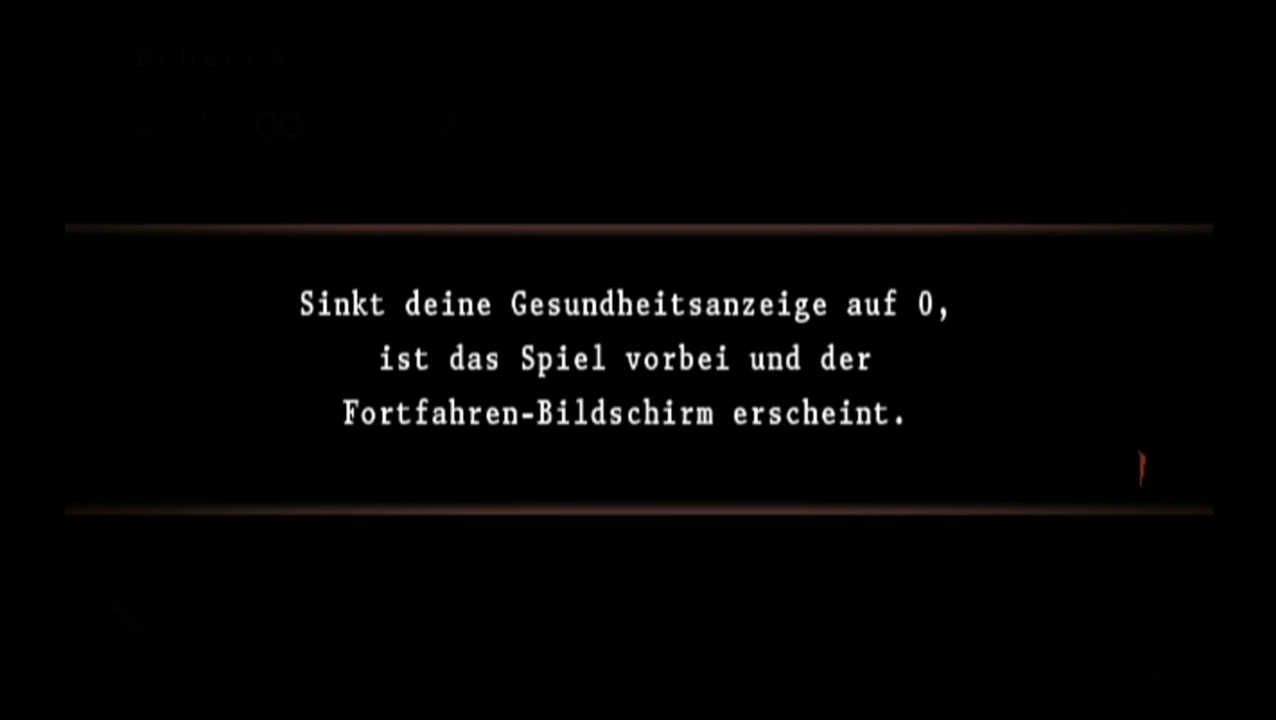 Sinkt deine Gesundheitsanzeige auf 0,
ist das Spiel vorbei und der
Fortfahren-Bildschirm erscheint.